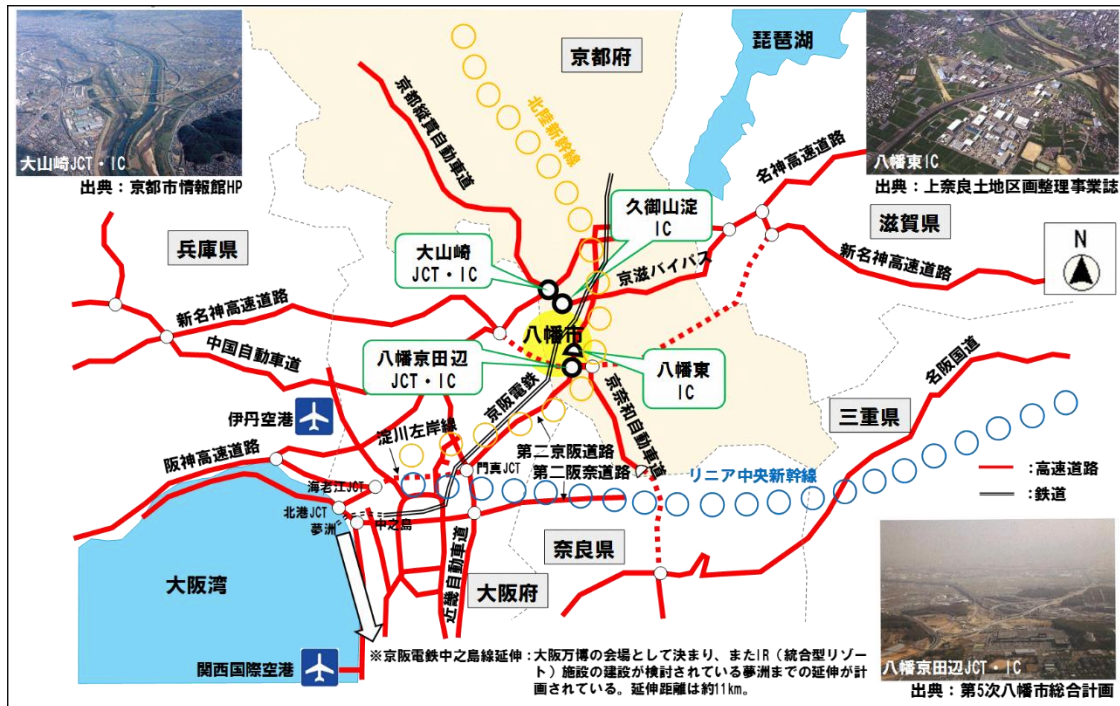 大山崎JCT・IC
出典：京都市情報館HP
京都府
琵琶湖
八幡東IC
出典：上奈良土地区画整理事業誌
京都縦貫自動車道
北陸新幹線
名神高速道路
滋賀県
新名神高速道路
N
兵庫県
大山崎
JCT・IC
久御山淀
IC
京滋バイパス
新名神高速道路
中国自動車道
八幡市
八幡京田辺
JCT・IC
八幡東
IC
名阪国道
三重県
伊丹空港
京阪電鉄
京奈和自動車道
淀川左岸線
第二京阪道路
第二阪奈道路
阪神高速道路
門真JCT
リニア中央新幹線
海老江JCT
北港JCT
夢洲
中之島
：高速道路
：鉄道
近畿自動車道
奈良県
大阪府
大阪湾
関西国際空港
※京阪電鉄中之島線延伸：大阪万博の会場として決まり、またIR（統合型リゾー
ト）施設の建設が検討されている夢洲までの延伸が計
画されている。延伸距離は約11km。
八幡京田辺JCT・IC
出典：第5次八幡市総合計画